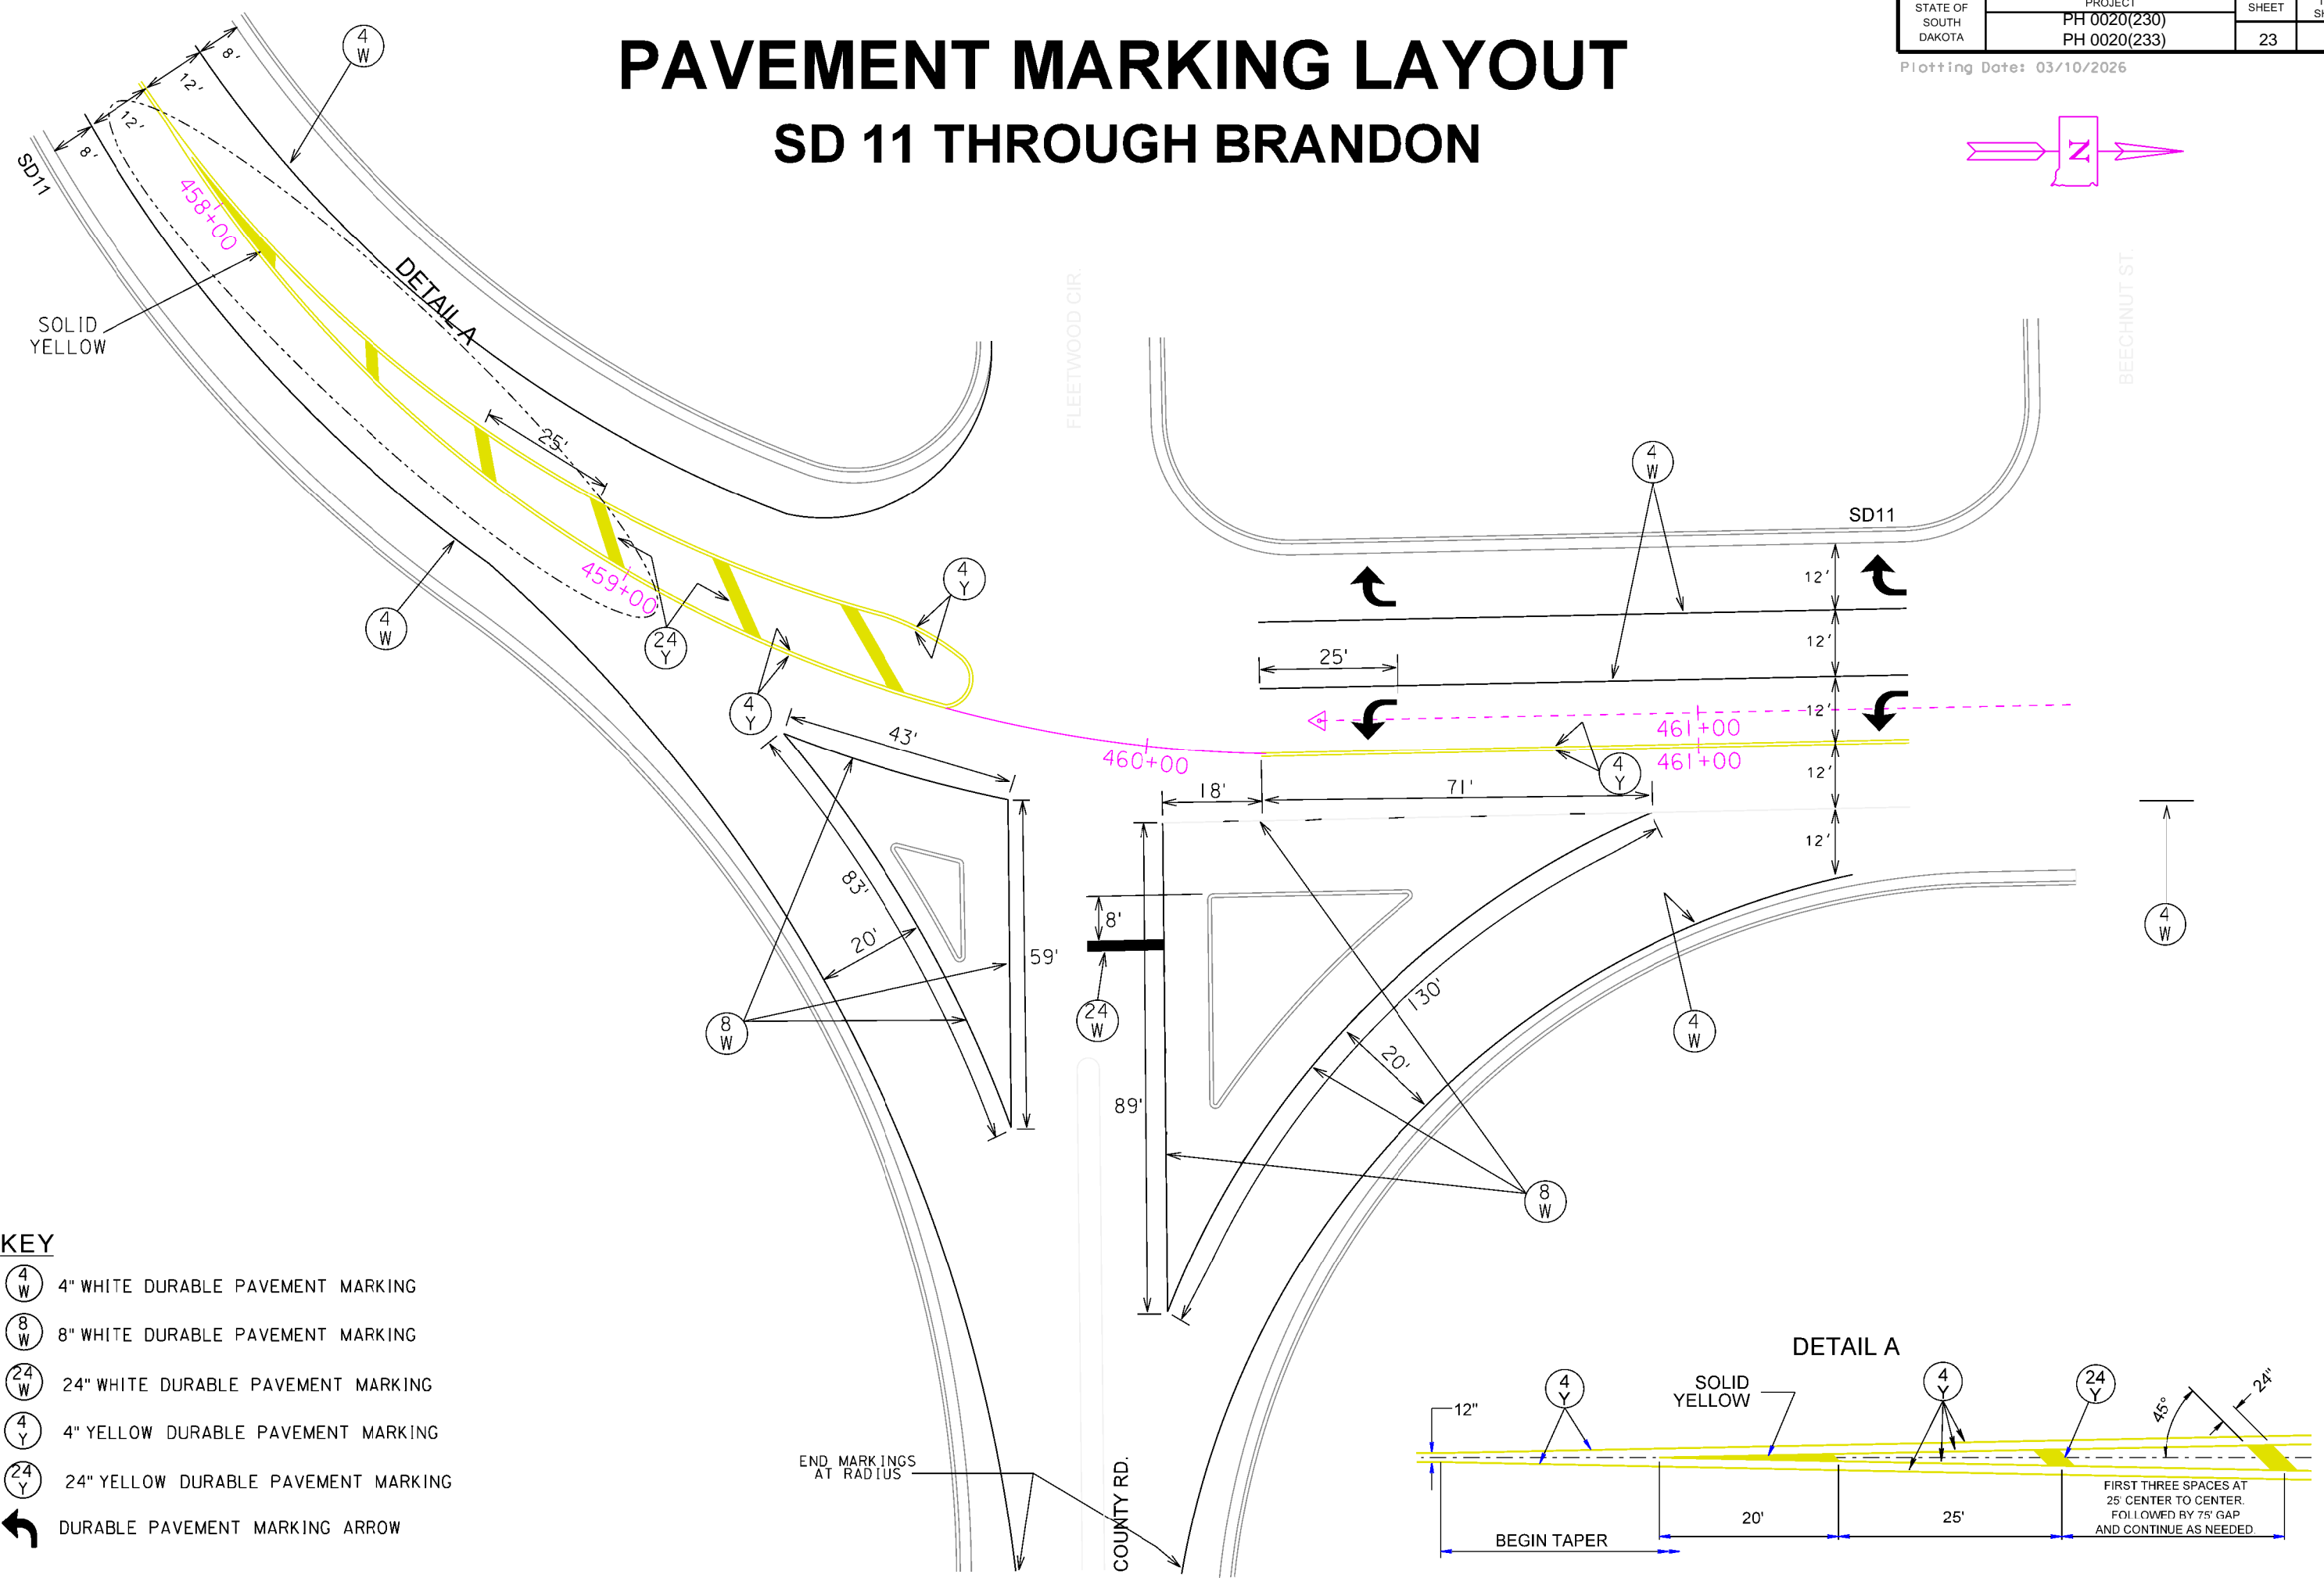 PAVEMENT MARKING LAYOUT
SD 11 THROUGH BRANDON
STATE OF
SOUTH
DAKOTA
PROJECT
PH 0020(230)
PH 0020(233)
SHEET
23
Plotting Date: 03/10/2026
N
4
W
8'
12'
12'
8'
SD11
458+00
SOLID
YELLOW
DETAIL A
25'
459+00
4
W
24
Y
4
Y
4
Y
FLEETWOOD CIR
BEECHNUT ST.
4
W
SD11
12'
12'
12'
12'
12'
25'
461+00
461+00
460+00
4
Y
18'
71'
43'
83'
20'
59'
8'
24
W
8
W
89'
130'
20'
4
W
4
W
8
W
END MARKINGS
AT RADIUS
COUNTY RD.
KEY
4
W
4" WHITE DURABLE PAVEMENT MARKING
8
W
8" WHITE DURABLE PAVEMENT MARKING
24
W
24" WHITE DURABLE PAVEMENT MARKING
4
Y
4" YELLOW DURABLE PAVEMENT MARKING
24
Y
24" YELLOW DURABLE PAVEMENT MARKING
DURABLE PAVEMENT MARKING ARROW
DETAIL A
12"
4
Y
SOLID
YELLOW
4
Y
24
Y
45°
24"
BEGIN TAPER
20'
25'
FIRST THREE SPACES AT
25' CENTER TO CENTER.
FOLLOWED BY 75' GAP
AND CONTINUE AS NEEDED.